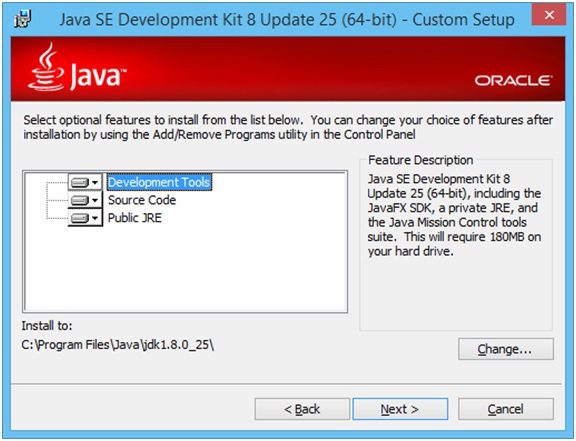 Java SE Development Kit 8 Update 25 (64-bit) - Custom Setup
Java™
ORACLE®
Select optional features to install from the list below. You can change your choice of features after
installation by using the Add/Remove Programs utility in the Control Panel
Development Tools
Source Code
Public JRE
Feature Description
Java SE Development Kit 8
Update 25 (64-bit), including the
JavaFX SDK, a private JRE, and
the Java Mission Control tools
suite. This will require 180MB on
your hard drive.
Install to:
C:\Program Files\Java\jdk1.8.0_25\
Change...
< Back
Next >
Cancel